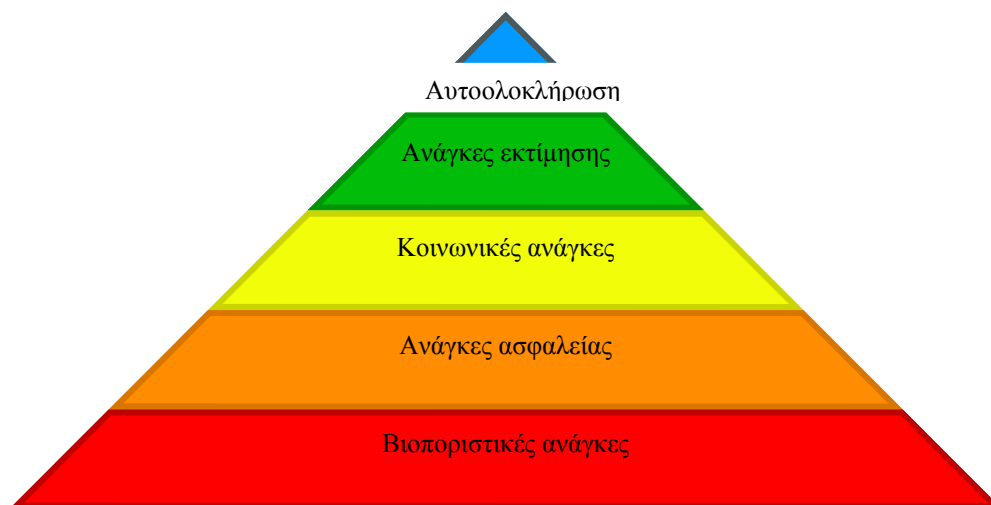 Αυτοολοκλήρωση
Ανάγκες εκτίμησης
Κοινωνικές ανάγκες
Ανάγκες ασφαλείας
Βιοποριστικές ανάγκες